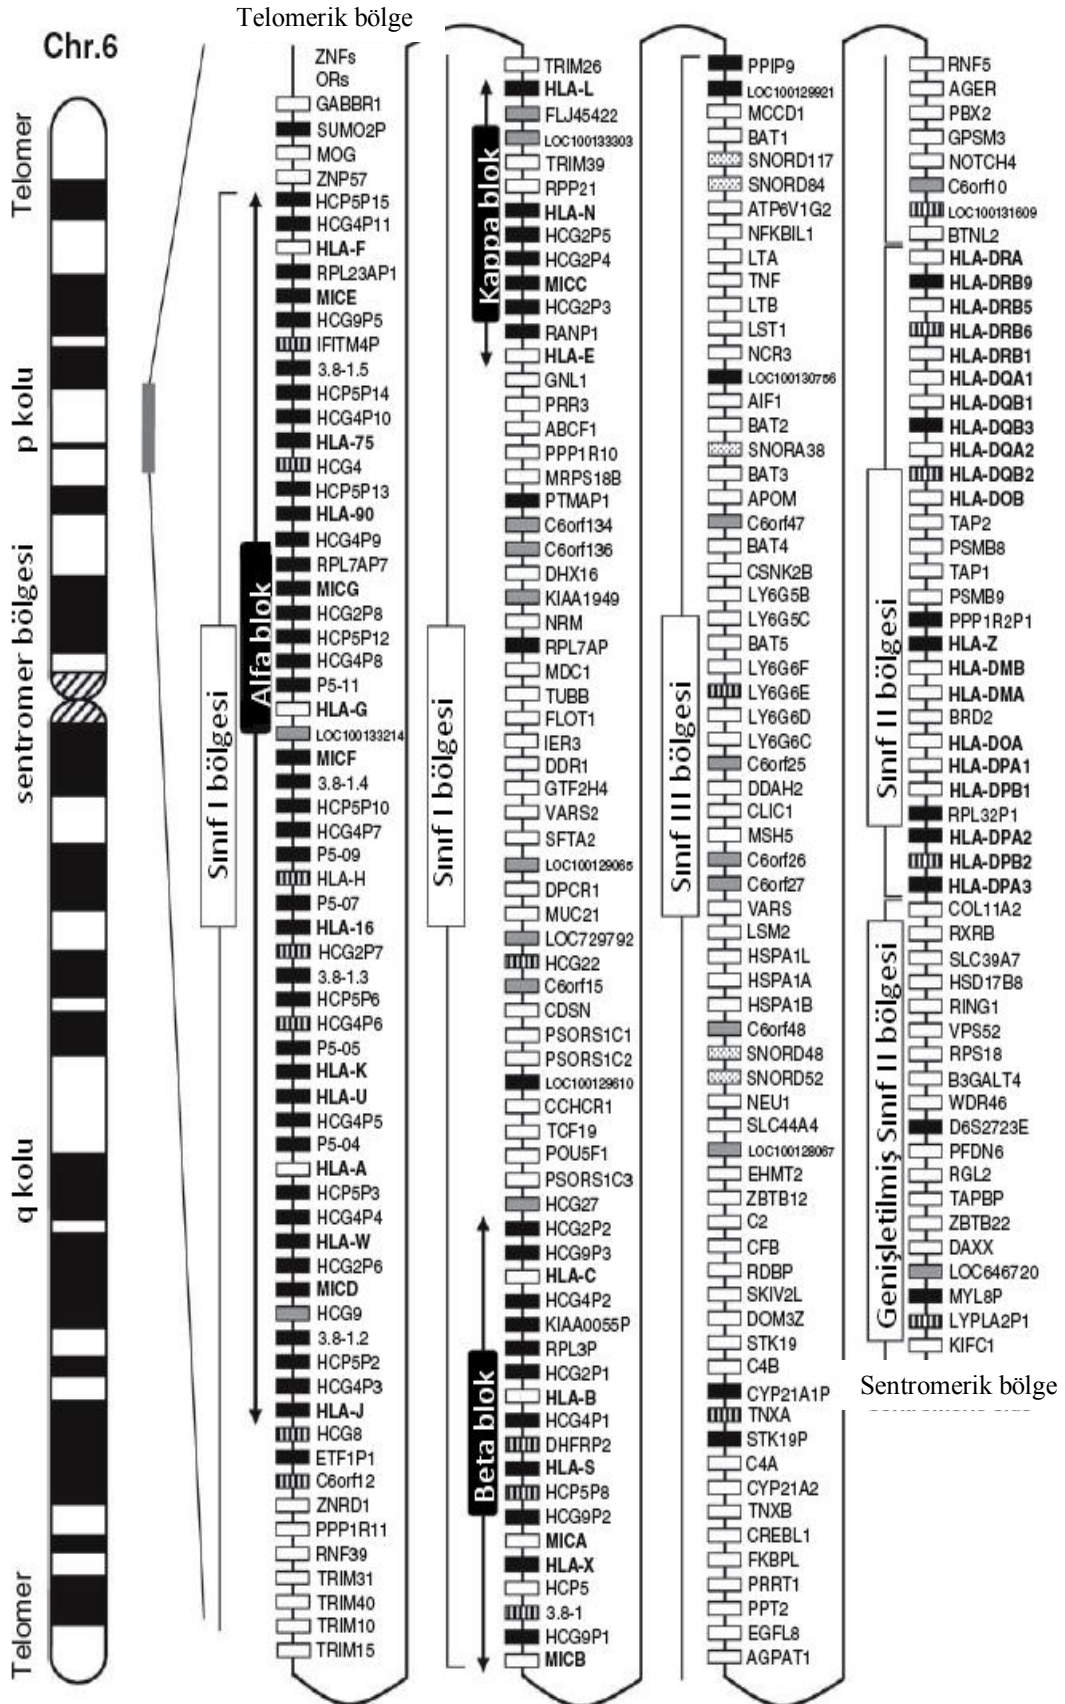 Telomerik bölge
Chr.6
Telomer
p kolu
sentromer bölgesi
q kolu
Telomer
Sınıf I bölgesi
Alfa blok
ZNFs
ORs
GABBR1
SUMO2P
MOG
ZNP57
HCP5P15
HCG4P11
HLA-F
RPL23AP1
MICE
HCG9P5
IFITM4P
3.8-1.5
HCP5P14
HCG4P10
HLA-75
HCG4
HCP5P13
HLA-90
HCG4P9
RPL7AP7
MICG
HCG2P8
HCP5P12
HCG4P8
P5-11
HLA-G
LOC100133214
MICF
3.8-1.4
HCP5P10
HCG4P7
P5-09
HLA-H
P5-07
HLA-16
HCG2P7
3.8-1.3
HCP5P6
HCG4P6
P5-05
HLA-K
HLA-U
HCG4P5
P5-04
HLA-A
HCP5P3
HCG4P4
HLA-W
HCG2P6
MICD
HCG9
3.8-1.2
HCP5P2
HCG4P3
HLA-J
HCG8
ETF1P1
C6orf12
ZNRD1
PPP1R11
RNF39
TRIM31
TRIM40
TRIM10
TRIM15
Sınıf I bölgesi
Kappa blok
Beta blok
TRIM26
HLA-L
FLJ45422
LOC100133303
TRIM39
RPP21
HLA-N
HCG2P5
HCG2P4
MICC
HCG2P3
RANP1
HLA-E
GNL1
PRR3
ABCF1
PPP1R10
MRPS18B
PTMAP1
C6orf134
C6orf136
DHX16
KIAA1949
NRM
RPL7AP
MDC1
TUBB
FLOT1
IER3
DDR1
GTF2H4
VARS2
SFTA2
LOC100129065
DPCR1
MUC21
LOC729792
HCG22
C6orf15
CDSN
PSORS1C1
PSORS1C2
LOC100129610
CCHCR1
TCF19
POU5F1
PSORS1C3
HCG27
HCG2P2
HCG9P3
HLA-C
HCG4P2
KIAA0055P
RPL3P
HCG2P1
HLA-B
HCG4P1
DHFRP2
HLA-S
HCP5P8
HCG9P2
MICA
HLA-X
HCP5
3.8-1
HCG9P1
MICB
Sınıf III bölgesi
PPIP9
LOC100129921
MCCD1
BAT1
SNORD117
SNORD84
ATP6V1G2
NFKBIL1
LTA
TNF
LTB
LST1
NCR3
LOC100130756
AIF1
BAT2
SNORA38
BAT3
APOM
C6orf47
BAT4
CSNK2B
LY6G5B
LY6G5C
BAT5
LY6G6F
LY6G6E
LY6G6D
LY6G6C
C6orf25
DDAH2
CLIC1
MSH5
C6orf26
C6orf27
VARS
LSM2
HSPA1L
HSPA1A
HSPA1B
C6orf48
SNORD48
SNORD52
NEU1
SLC44A4
LOC100128067
EHMT2
ZBTB12
C2
CFB
RDBP
SKIV2L
DOM3Z
STK19
C4B
CYP21A1P
TNXA
STK19P
C4A
CYP21A2
TNXB
CREBL1
FKBPL
PRRT1
PPT2
EGFL8
AGPAT1
Sınıf II bölgesi
Genişletilmiş Sınıf II bölgesi
RNF5
AGER
PBX2
GPSM3
NOTCH4
C6orf10
LOC100131609
BTNL2
HLA-DRA
HLA-DRB9
HLA-DRB5
HLA-DRB6
HLA-DRB1
HLA-DQA1
HLA-DQB1
HLA-DQB3
HLA-DQA2
HLA-DQB2
HLA-DOB
TAP2
PSMB8
TAP1
PSMB9
PPP1R2P1
HLA-Z
HLA-DMB
HLA-DMA
BRD2
HLA-DOA
HLA-DPA1
HLA-DPB1
RPL32P1
HLA-DPA2
HLA-DPB2
HLA-DPA3
COL11A2
RXRB
SLC39A7
HSD17B8
RING1
VPS52
RPS18
B3GALT4
WDR46
D6S2723E
PFDN6
RGL2
TAPBP
ZBTB22
DAXX
LOC646720
MYL8P
LYPLA2P1
KIFC1
Sentromerik bölge